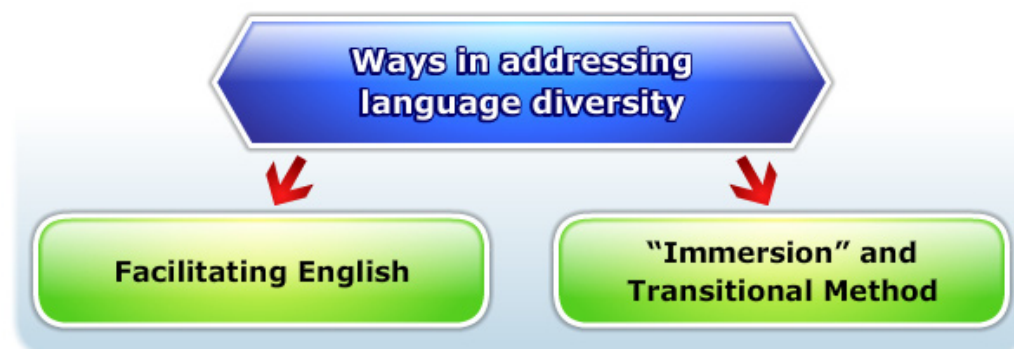 Ways in addressing
language diversity
Facilitating English
“Immersion” and
Transitional Method